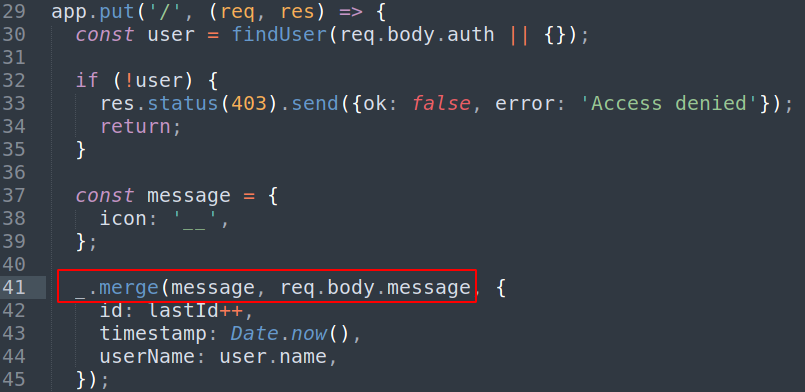 29 app.put('/', (req, res) => {
30   const user = findUser(req.body.auth || {});
31
32   if (!user) {
33     res.status(403).send({ok: false, error: 'Access denied'});
34     return;
35   }
36
37   const message = {
38     icon: '__',
39   };
40
41   _.merge(message, req.body.message, {
42     id: lastId++,
43     timestamp: Date.now(),
44     userName: user.name,
45   });